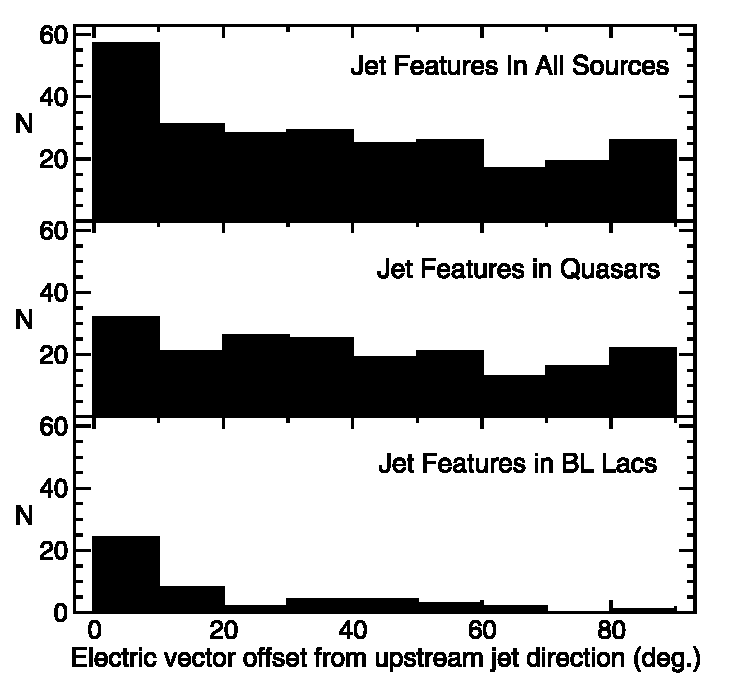 60
Jet Features In All Sources
40
N
20
60
Jet Features in Quasars
40
N
20
60
Jet Features in BL Lacs
40
N
20
0
0 20 40 60 80
Electric vector offset from upstream jet direction (deg.)